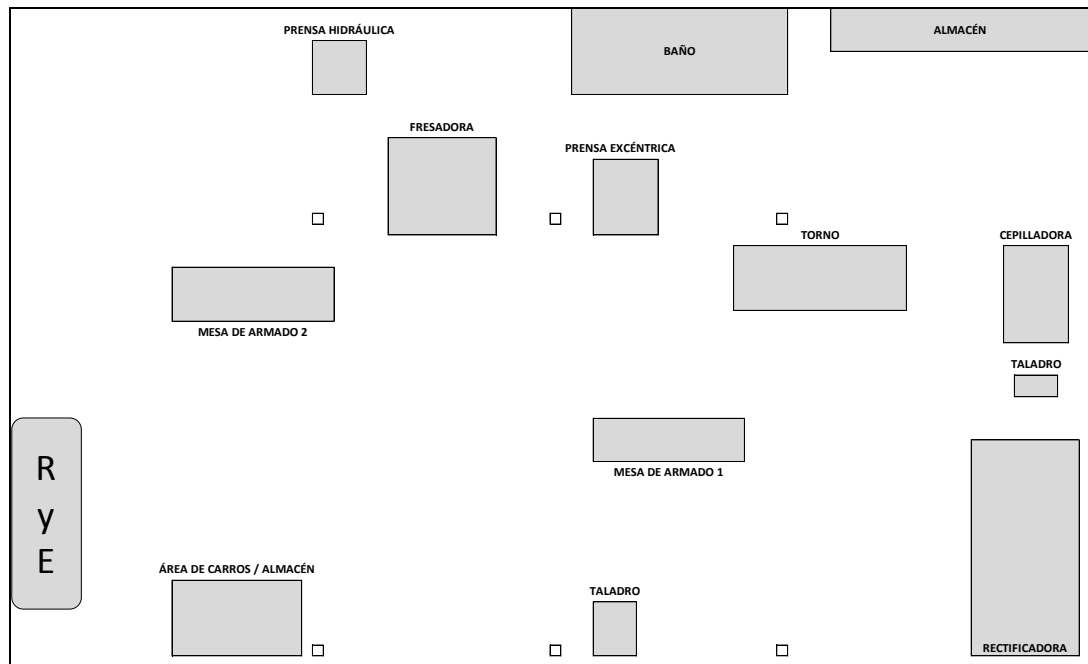 PRENSA HIDRÁULICA
BAÑO
ALMACÉN
FRESADORA
PRENSA EXCÉNTRICA
TORNO
CEPILLADORA
MESA DE ARMADO 2
TALADRO
R
y
E
MESA DE ARMADO 1
ÁREA DE CARROS / ALMACÉN
TALADRO
RECTIFICADORA